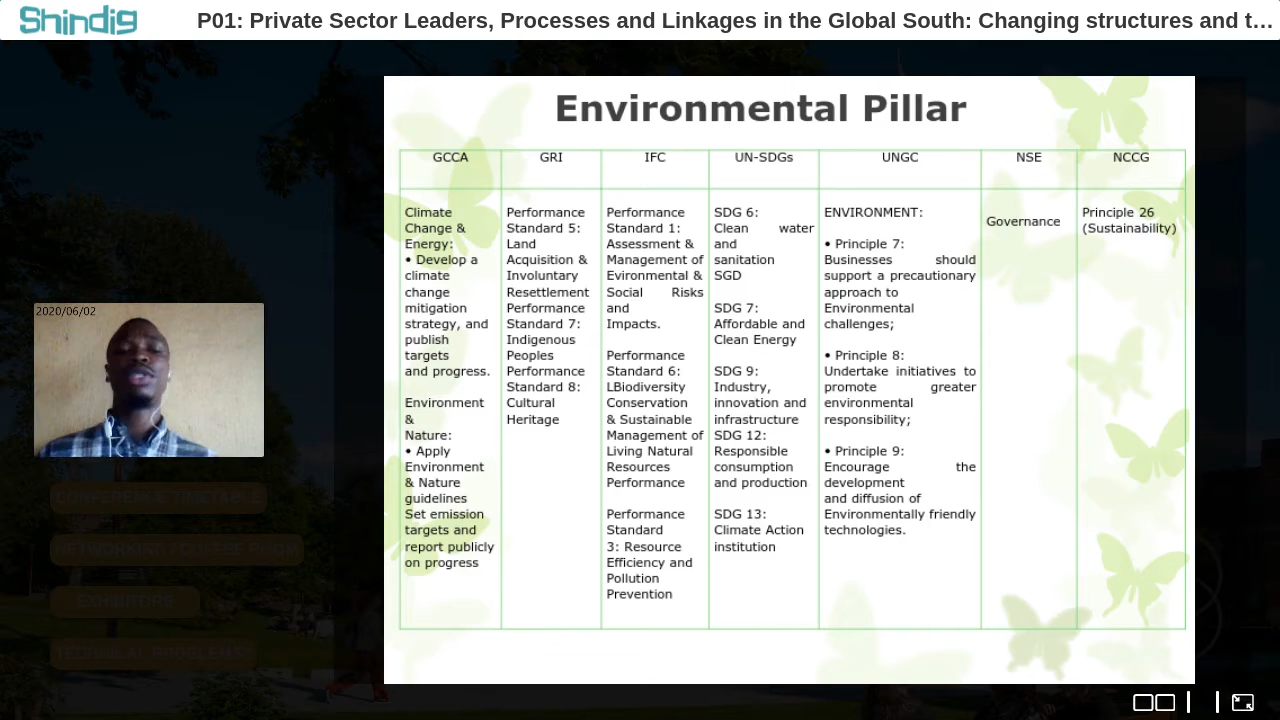 Shindig
P01: Private Sector Leaders, Processes and Linkages in the Global South: Changing structures and t…
Environmental Pillar
GCCA
GRI
IFC
UN-SDGs
UNGC
NSE
NCCG
Climate
Change &
Energy:
• Develop a
climate
change
mitigation
strategy, and
publish
targets
and progress.
Environment
&
Nature:
• Apply
Environment
& Nature
guidelines
Set emission
targets and
report publicly
on progress
Performance
Standard 5:
Land
Acquisition &
Involuntary
Resettlement
Performance
Standard 7:
Indigenous
Peoples
Performance
Standard 8:
Cultural
Heritage
Performance
Standard 1:
Assessment &
Management of
Evironmental &
Social Risks
and
Impacts.
Performance
Standard 6:
LBiodiversity
Conservation
& Sustainable
Management of
Living Natural
Resources
Performance
Performance
Standard
3: Resource
Efficiency and
Pollution
Prevention
SDG 6:
Clean water
and
sanitation
SGD
SDG 7:
Affordable and
Clean Energy
SDG 9:
Industry,
innovation and
infrastructure
SDG 12:
Responsible
consumption
and production
SDG 13:
Climate Action
institution
ENVIRONMENT:
• Principle 7:
Businesses should
support a precautionary
approach to
Environmental
challenges;
• Principle 8:
Undertake initiatives to
promote greater
environmental
responsibility;
• Principle 9:
Encourage the
development
and diffusion of
Environmentally friendly
technologies.
Governance
Principle 26
(Sustainability)
2020/06/02
CONFERENCE TIMETABLE
NETWORKING / COFFEE ROOM
EXHIBITORS
TECHNICAL PROBLEMS?